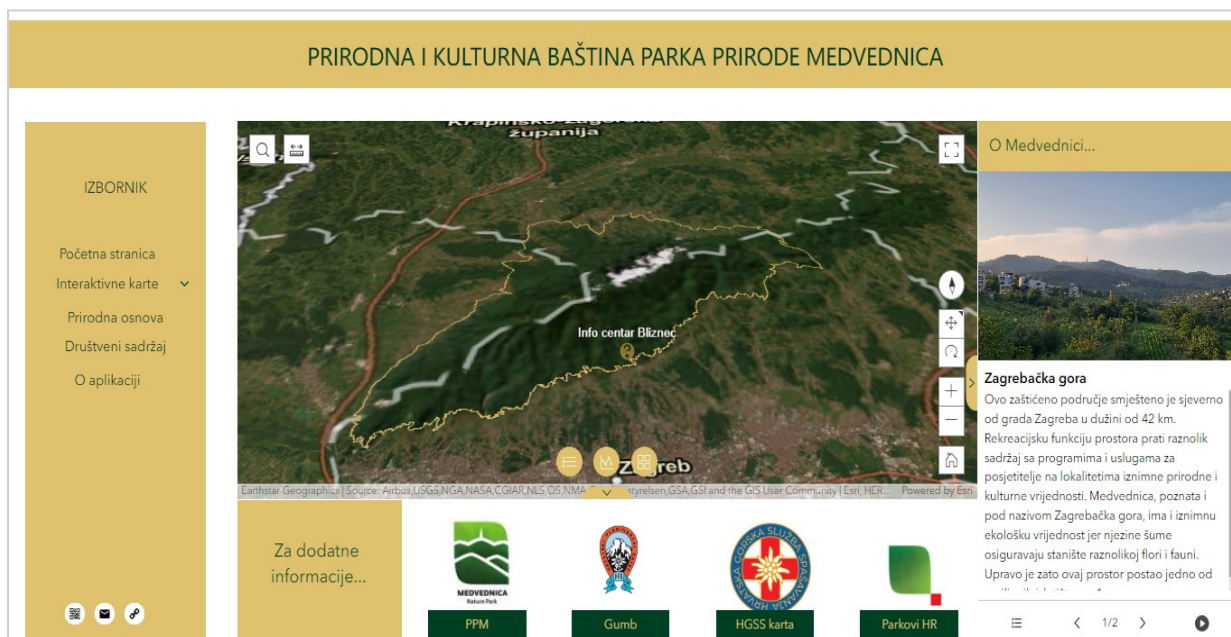 PRIRODNA I KULTURNA BAŠTINA PARKA PRIRODE MEDVEDNICA
IZBORNIK
Početna stranica
Interaktivne karte
Prirodna osnova
Društveni sadržaj
O aplikaciji
županija
Info centar Bliznec
Zagreb
Earthstar Geographics | Source: Airbus,USGS,NGA,NASA,CGIAR,NLS,OS,NMA,
GSA,GSI and the GIS User Community | Esri, HER...
Powered by Esri
O Medvednici...
Zagrebačka gora
Ovo zaštićeno područje smješteno je sjeverno
od grada Zagreba u dužini od 42 km.
Rekreacijsku funkciju prostora prati raznolik
sadržaj sa programima i uslugama za
posjetitelje na lokalitetima iznimne prirodne i
kulturne vrijednosti. Medvednica, poznata i
pod nazivom Zagrebačka gora, ima i iznimnu
ekološku vrijednost jer njezine šume
osiguravaju stanište raznolikoj flori i fauni.
Upravo je zato ovaj prostor postao jedno od
1/2
Za dodatne
informacije...
MEDVEDNICA
Nature Park
PPM
Gumb
HRVATSKA GORSKA SLUŽBA SPAŠAVANJA
HGSS karta
Parkovi HR